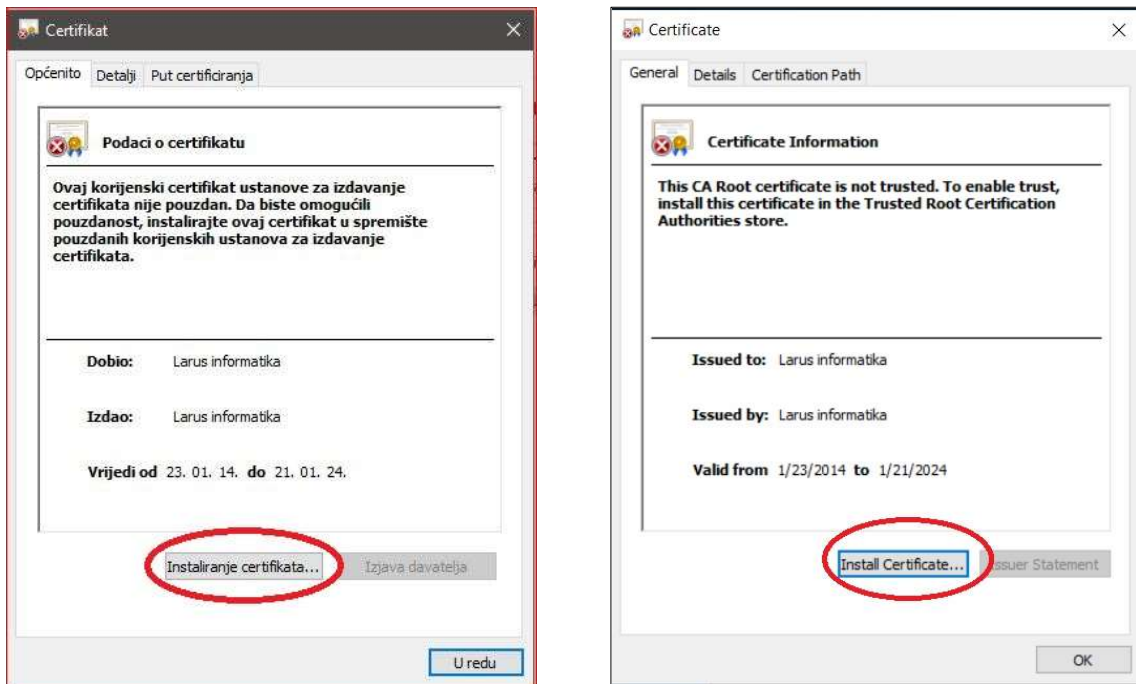 Certifikat
Općenito Detalji Put certificiranja
Podaci o certifikatu
Ovaj korijenski certifikat ustanove za izdavanje
certifikata nije pouzdan. Da biste omogućili
pouzdanost, instalirajte ovaj certifikat u spremište
pouzdanih korijenskih ustanova za izdavanje
certifikata.
Dobio: Larus informatika
Izdao: Larus informatika
Vrijedi od 23. 01. 14. do 21. 01. 24.
Instaliranje certifikata... Izjava davatelja
U redu
Certificate
General Details Certification Path
Certificate Information
This CA Root certificate is not trusted. To enable trust,
install this certificate in the Trusted Root Certification
Authorities store.
Issued to: Larus informatika
Issued by: Larus informatika
Valid from 1/23/2014 to 1/21/2024
Install Certificate... Issuer Statement
OK